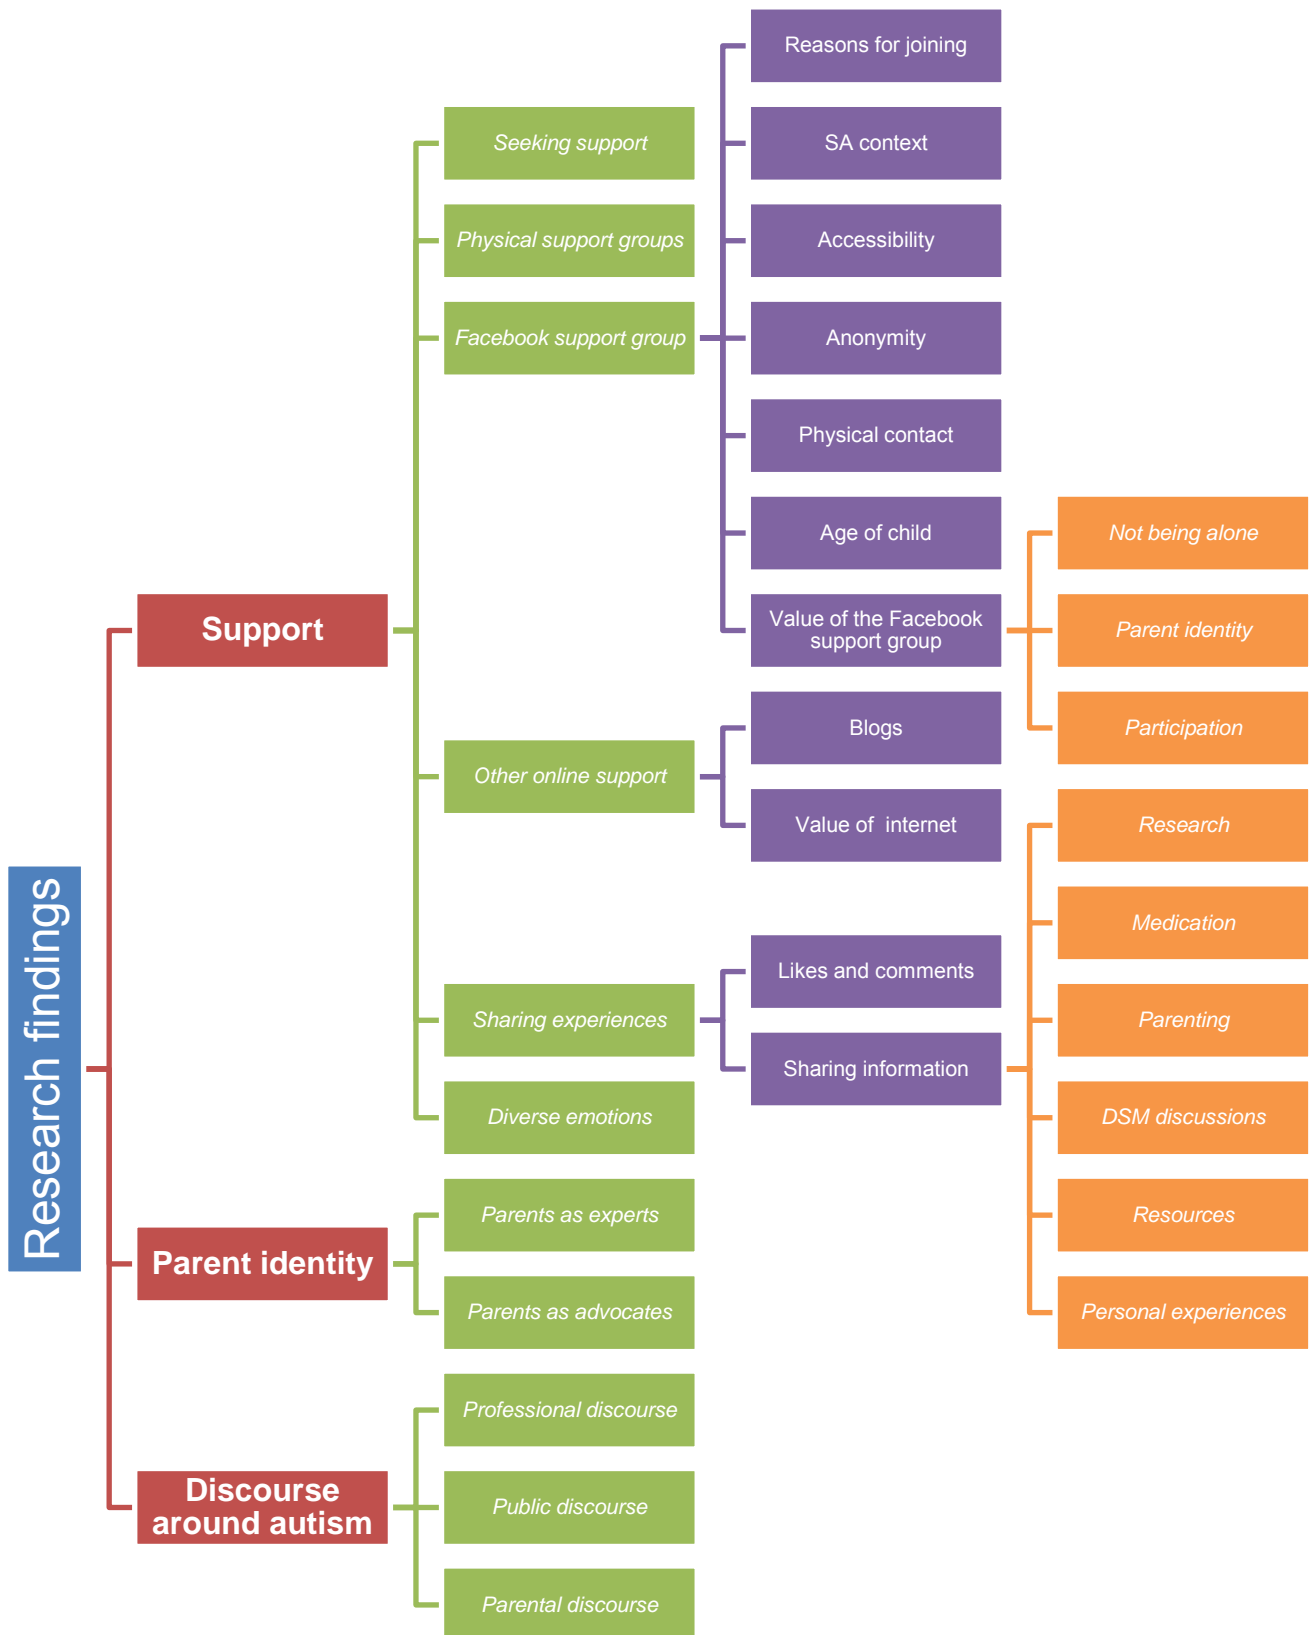 Research findings
Support
Seeking support
Physical support groups
Facebook support group
Reasons for joining
SA context
Accessibility
Anonymity
Physical contact
Age of child
Value of the Facebook
support group
Not being alone
Parent identity
Participation
Other online support
Blogs
Value of  internet
Sharing experiences
Likes and comments
Sharing information
Research
Medication
Parenting
DSM discussions
Resources
Personal experiences
Diverse emotions
Parent identity
Parents as experts
Parents as advocates
Discourse
around autism
Professional discourse
Public discourse
Parental discourse